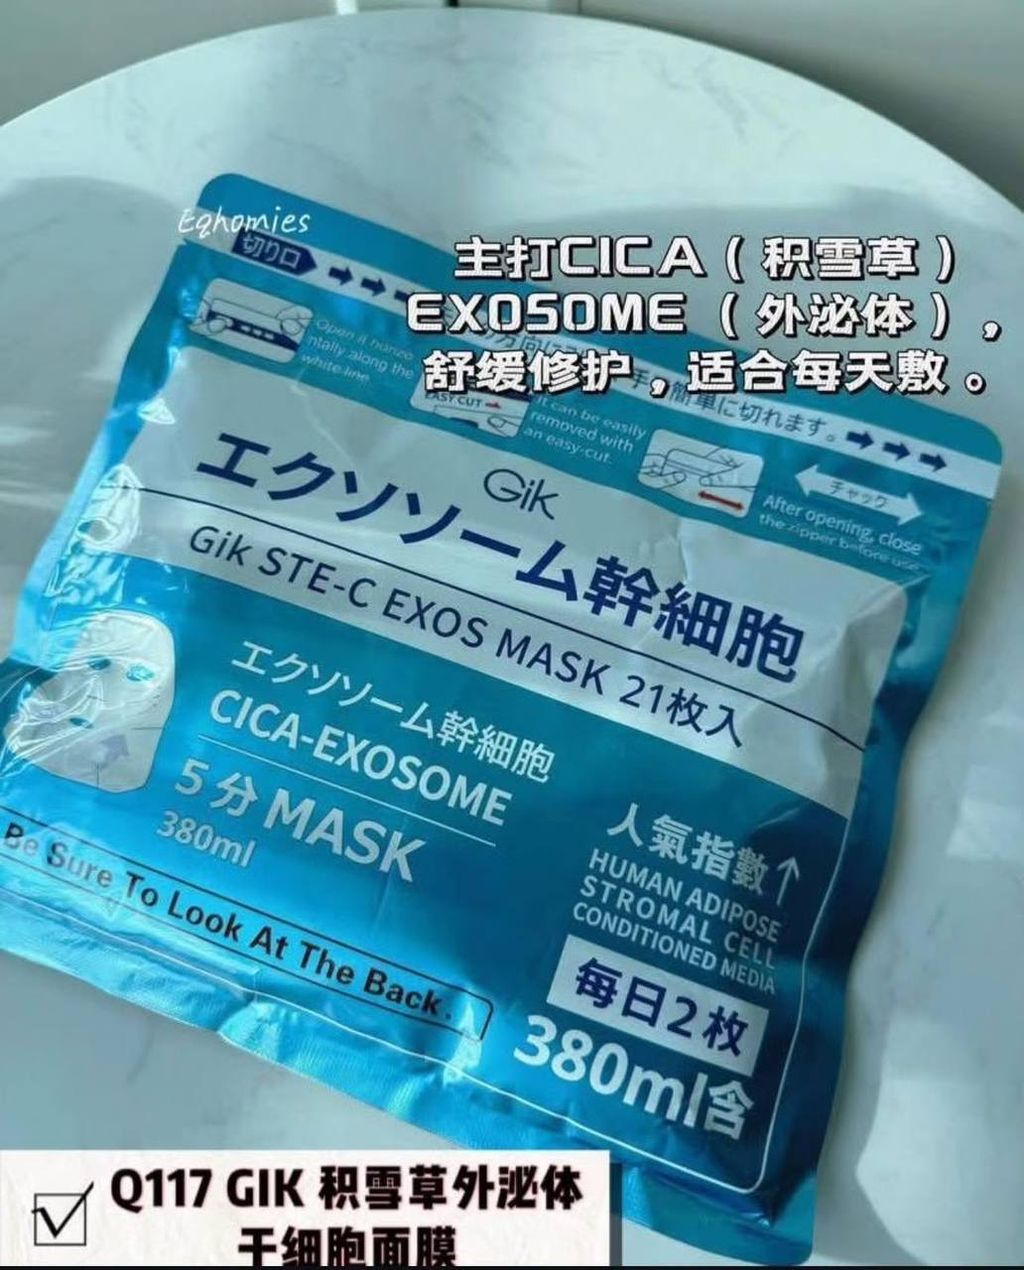 Eqhomies
切り口
主打CICA（积雪草）
EXOSOME（外泌体），
舒缓修护，适合每天敷。
Open it horizo
ntally along the
white line.
簡単に切れます。
EASY CUT
It can be easily
removed with
an easy-cut.
チャック
After opening, close
the zipper before use.
Gik
エクソソーム幹細胞
Gik STE-C EXOS MASK 21枚入
エクソソーム幹細胞
CICA-EXOSOME
5分 MASK
380ml
人氣指數↑
HUMAN ADIPOSE
STROMAL CELL
CONDITIONED MEDIA
每日2枚
380ml含
Be Sure To Look At The Back.
Q117 GIK 积雪草外泌体
干细胞面膜